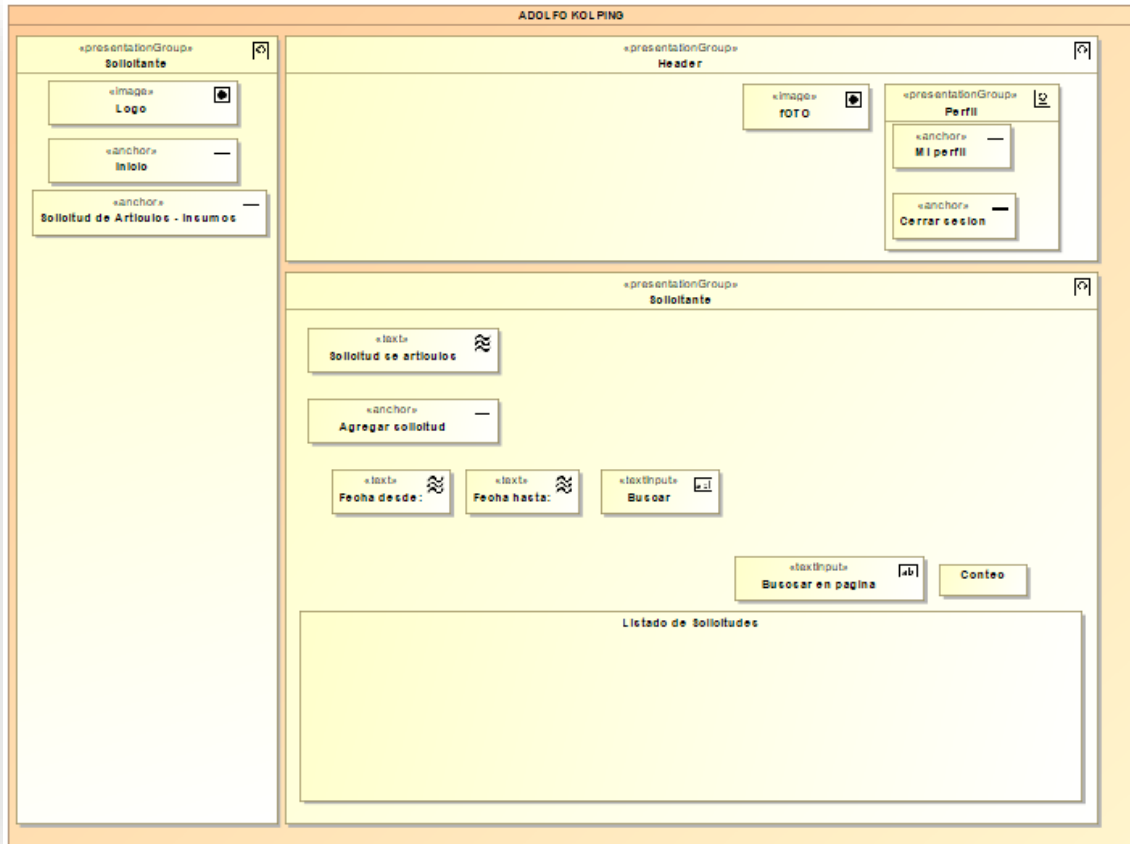 ADOLFO KOLPING
«presentationGroup»
Solicitante
«image»
Logo
«anchor»
Inicio
«anchor»
Solicitud de Articulos - Insumos
«presentationGroup»
Header
«image»
fOTO
«presentationGroup»
Perfil
«anchor»
Mi perfil
«anchor»
Cerrar sesion
«presentationGroup»
Solicitante
«text»
Solicitud se articulos
«anchor»
Agregar solicitud
«text»
Fecha desde:
«text»
Fecha hasta:
«textInput»
Buscar
«textInput»
Buscsar en pagina
Conteo
Listado de Solicitudes